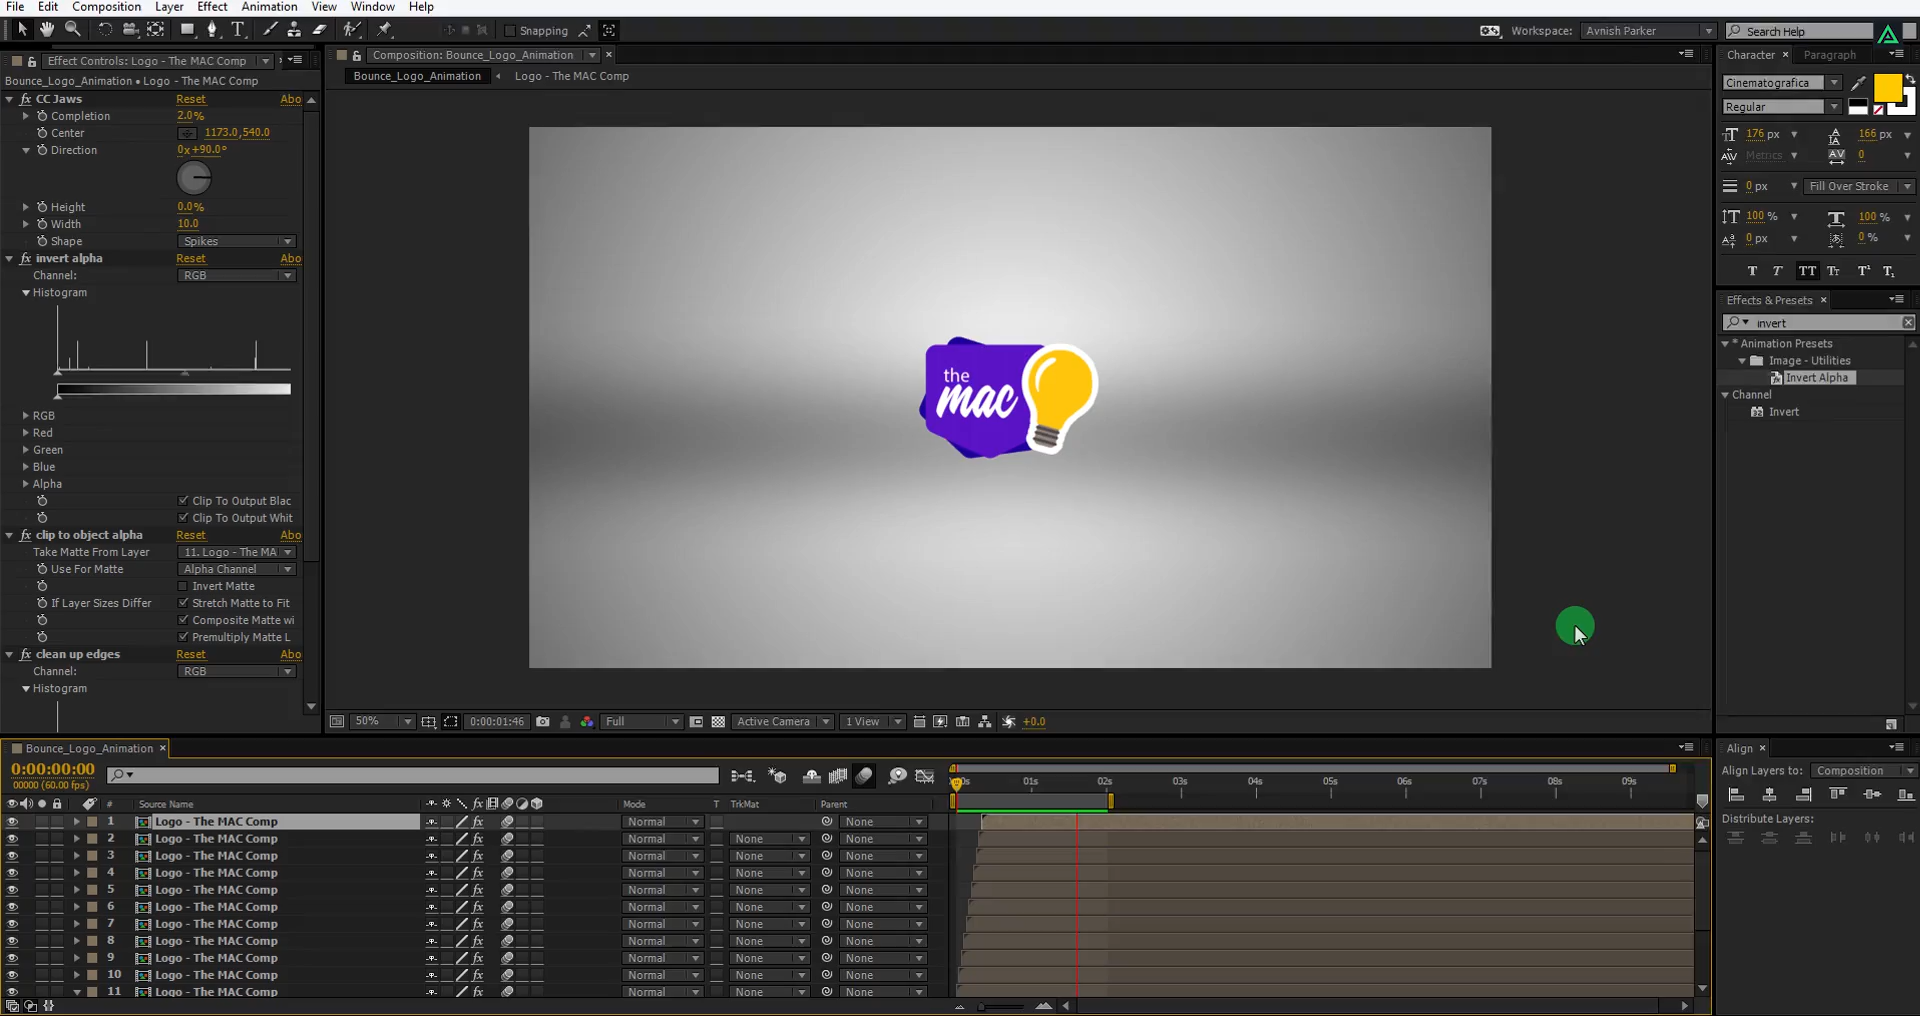 File Edit Composition Layer Effect Animation View Window Help
Snapping
Workspace: Avnish Parker
Search Help
Effect Controls: Logo - The MAC Comp
Bounce_Logo_Animation • Logo - The MAC Comp
CC Jaws Reset Abo
Completion 2.0%
Center 1173.0,540.0
Direction 0x+90.0°
Height 0.0%
Width 10.0
Shape Spikes
invert alpha Reset Abo
Channel: RGB
Histogram
RGB
Red
Green
Blue
Alpha
Clip To Output Blac
Clip To Output Whit
clip to object alpha Reset Abo
Take Matte From Layer 11. Logo - The MA
Use For Matte Alpha Channel
Invert Matte
If Layer Sizes Differ Stretch Matte to Fit
Composite Matte wi
Premultiply Matte L
clean up edges Reset Abo
Channel: RGB
Histogram
Composition: Bounce_Logo_Animation
Bounce_Logo_Animation Logo - The MAC Comp
the
mac
50% 0:00:01:46 Full Active Camera 1 View +0.0
Character Paragraph
Cinematografica
Regular
176 px 166 px
Metrics 0
0 px Fill Over Stroke
100 % 100 %
0 px 0 %
T T TT Tт T¹ T₁
Effects & Presets
invert
* Animation Presets
Image - Utilities
Invert Alpha
Channel
Invert
Bounce_Logo_Animation
0:00:00:00
00000 (60.00 fps)
# Source Name Mode T TrkMat Parent
01s 02s 03s 04s 05s 06s 07s 08s 09s
1 Logo - The MAC Comp Normal None
2 Logo - The MAC Comp Normal None None
3 Logo - The MAC Comp Normal None None
4 Logo - The MAC Comp Normal None None
5 Logo - The MAC Comp Normal None None
6 Logo - The MAC Comp Normal None None
7 Logo - The MAC Comp Normal None None
8 Logo - The MAC Comp Normal None None
9 Logo - The MAC Comp Normal None None
10 Logo - The MAC Comp Normal None None
11 Logo - The MAC Comp Normal None None
Align
Align Layers to: Composition
Distribute Layers: